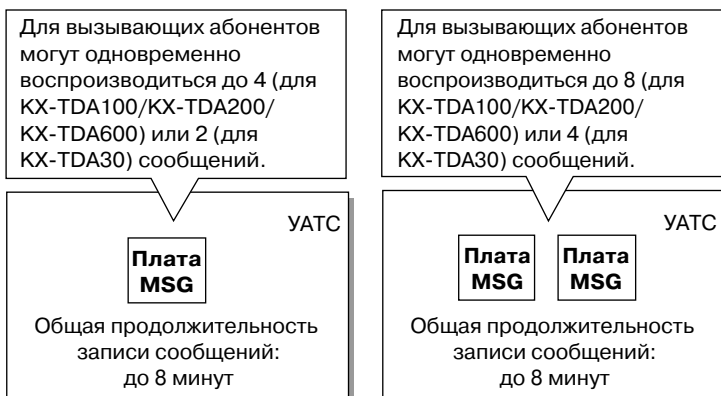 Для вызывающих абонентов
могут одновременно
воспроизводиться до 4 (для
KX-TDA100/KX-TDA200/
KX-TDA600) или 2 (для
KX-TDA30) сообщений.
УАТС
Плата
MSG
Общая продолжительность
записи сообщений:
до 8 минут
Для вызывающих абонентов
могут одновременно
воспроизводиться до 8 (для
KX-TDA100/KX-TDA200/
KX-TDA600) или 4 (для
KX-TDA30) сообщений.
УАТС
Плата
MSG
Плата
MSG
Общая продолжительность
записи сообщений:
до 8 минут